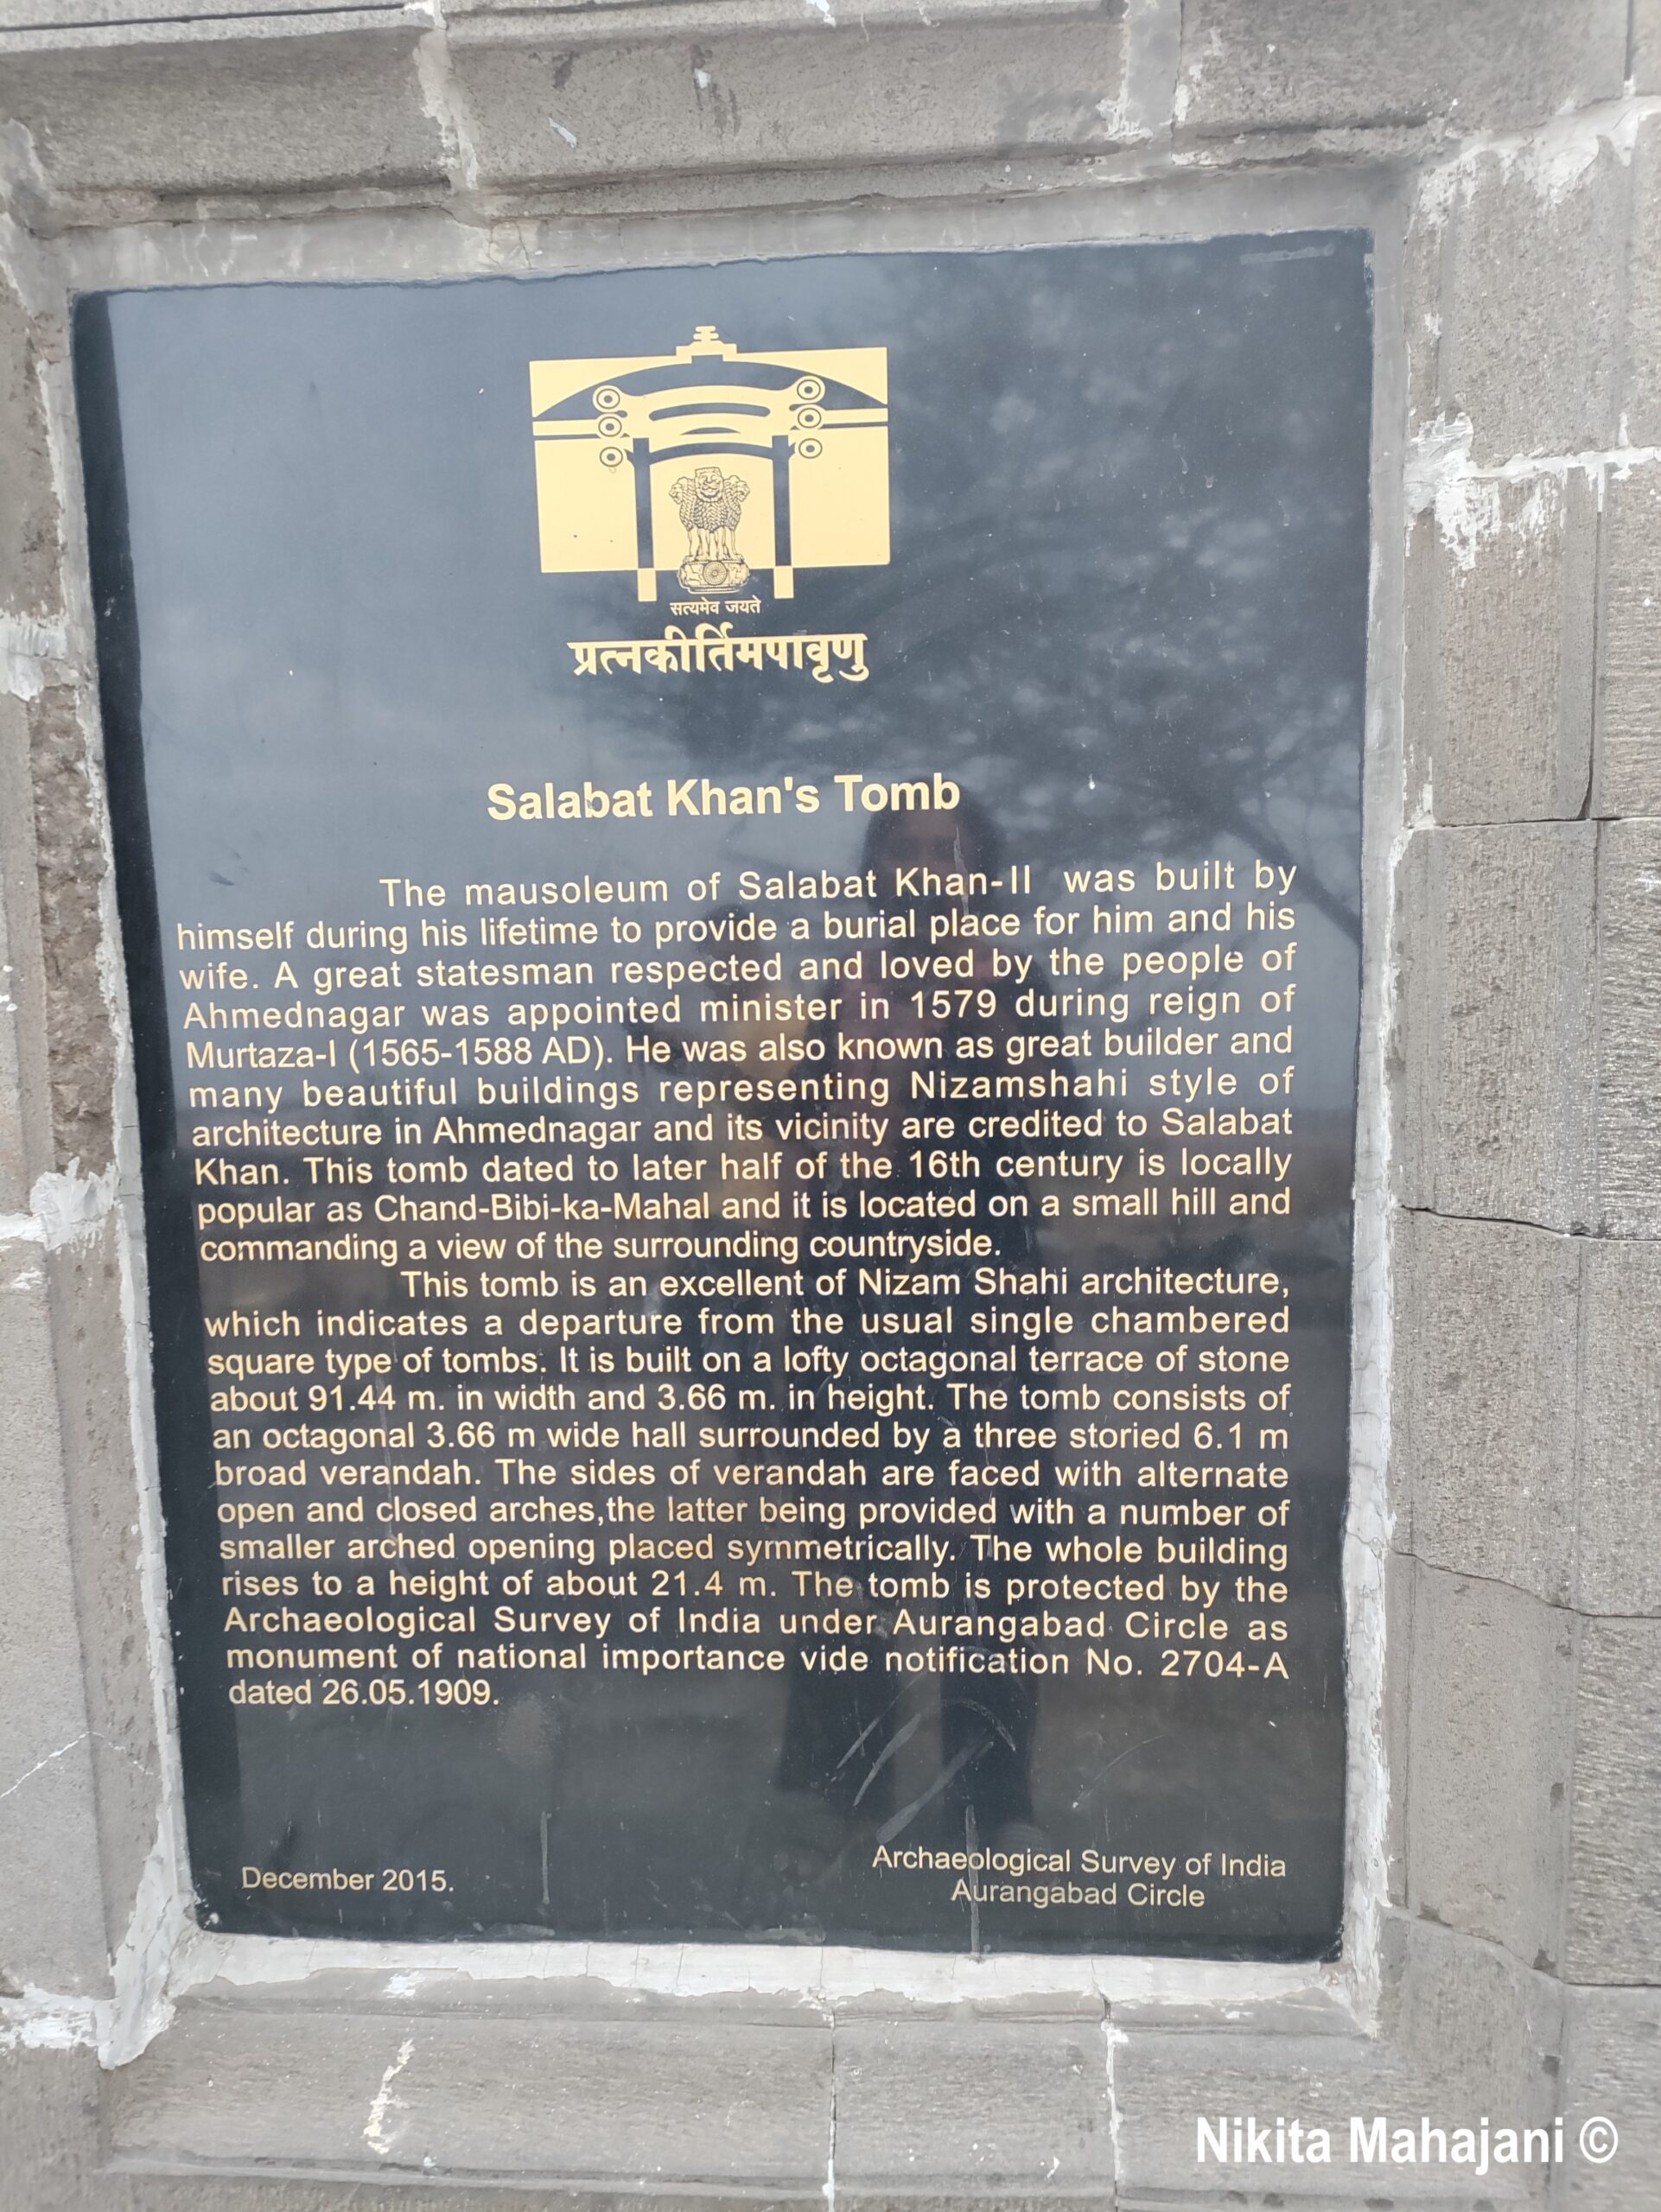 सत्यमेव जयते
प्रत्नकीर्तिमपावृणु
Salabat Khan's Tomb
The mausoleum of Salabat Khan-II was built by
himself during his lifetime to provide a burial place for him and his
wife. A great statesman respected and loved by the people of
Ahmednagar was appointed minister in 1579 during reign of
Murtaza-I (1565-1588 AD). He was also known as great builder and
many beautiful buildings representing Nizamshahi style of
architecture in Ahmednagar and its vicinity are credited to Salabat
Khan. This tomb dated to later half of the 16th century is locally
popular as Chand-Bibi-ka-Mahal and it is located on a small hill and
commanding a view of the surrounding countryside.
This tomb is an excellent of Nizam Shahi architecture,
which indicates a departure from the usual single chambered
square type of tombs. It is built on a lofty octagonal terrace of stone
about 91.44 m. in width and 3.66 m. in height. The tomb consists of
an octagonal 3.66 m wide hall surrounded by a three storied 6.1 m
broad verandah. The sides of verandah are faced with alternate
open and closed arches,the latter being provided with a number of
smaller arched opening placed symmetrically. The whole building
rises to a height of about 21.4 m. The tomb is protected by the
Archaeological Survey of India under Aurangabad Circle as
monument of national importance vide notification No. 2704-A
dated 26.05.1909.
December 2015.
Archaeological Survey of India
Aurangabad Circle
Nikita Mahajani ©